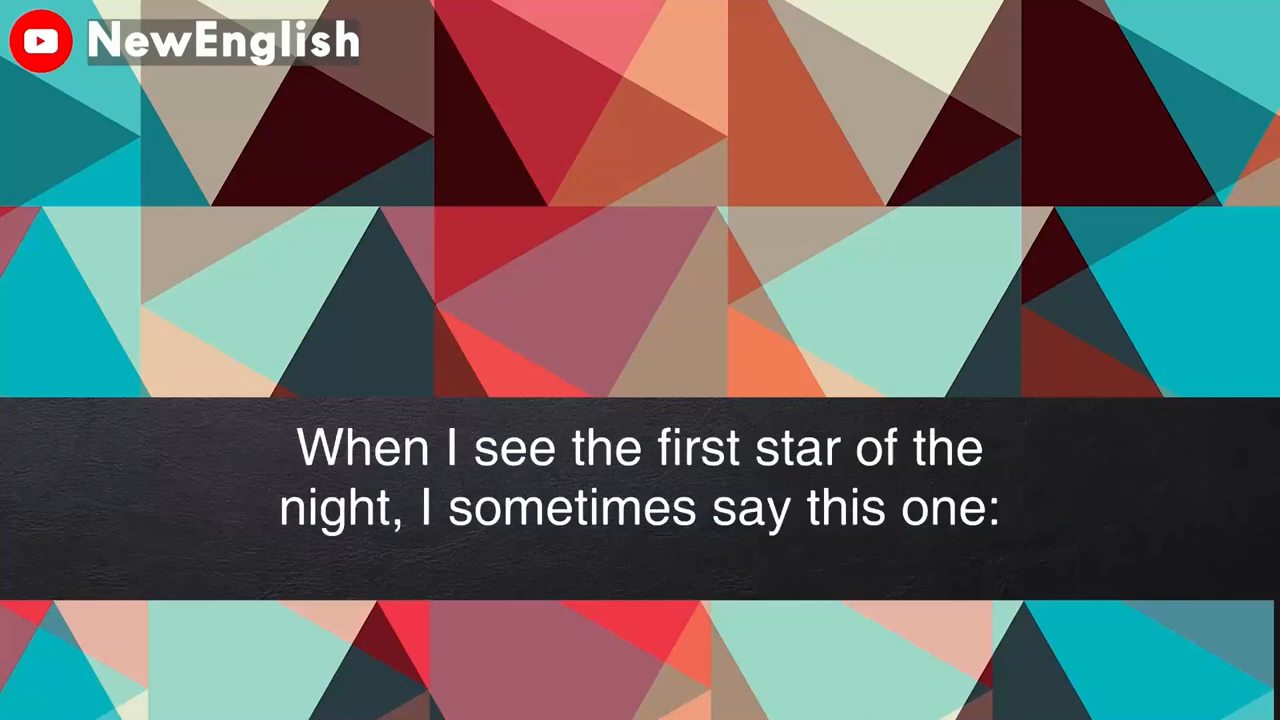 NewEnglish
When I see the first star of the
night, I sometimes say this one: